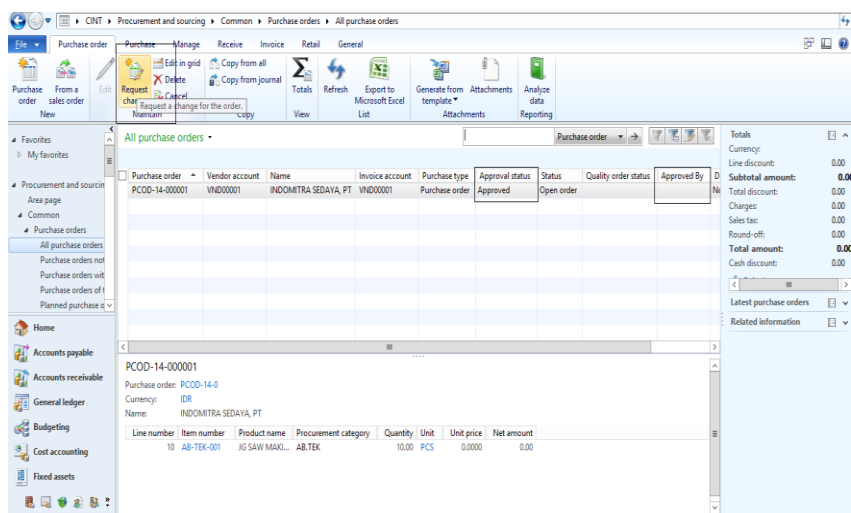 CINT Procurement and sourcing Common Purchase orders All purchase orders
File Purchase order Purchase Manage Receive Invoice Retail General
Purchase order
From a sales order
Edit
New
Request change
Edit in grid
Delete
Cancel
Request a change for the order.
Maintain
Copy from all
Copy from journal
Copy
Totals
View
Refresh
Export to Microsoft Excel
List
Generate from template
Attachments
Attachments
Analyze data
Reporting
Favorites
My favorites
Procurement and sourcin
Area page
Common
Purchase orders
All purchase orders
Purchase orders not
Purchase orders wit
Purchase orders of
Planned purchase o
Home
Accounts payable
Accounts receivable
General ledger
Budgeting
Cost accounting
Fixed assets
All purchase orders
Purchase order
Purchase order Vendor account Name Invoice account Purchase type Approval status Status Quality order status Approved By D
PCOD-14-000001 VND00001 INDOMITRA SEDAYA, PT VND00001 Purchase order Approved Open order No
PCOD-14-000001
Purchase order: PCOD-14-0
Currency: IDR
Name: INDOMITRA SEDAYA, PT
Line number Item number Product name Procurement category Quantity Unit Unit price Net amount
10 AB-TEK-001 JG SAW MAKI... AB.TEK 10.00 PCS 0.0000 0.00
Totals
Currency:
Line discount: 0.00
Subtotal amount: 0.00
Total discount: 0.00
Charges: 0.00
Sales tax: 0.00
Round-off: 0.00
Total amount: 0.00
Cash discount: 0.00
Latest purchase orders
Related information